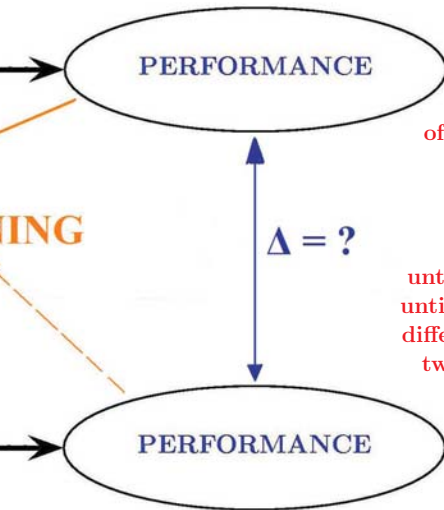 PERFORMANCE
of
NING
Δ = ?
unt
unti
diffe
tw
PERFORMANCE